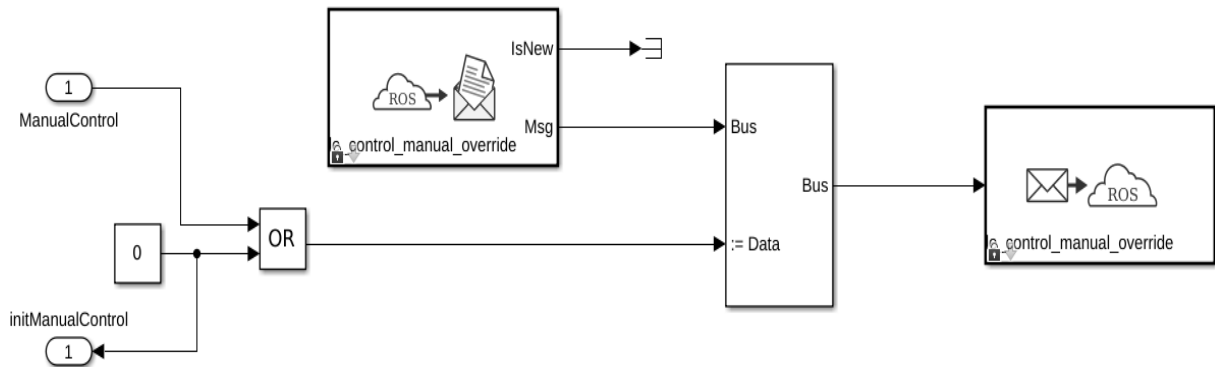 IsNew
ROS
Msg
control_manual_override
1
ManualControl
0
OR
initManualControl
1
Bus
:= Data
Bus
ROS
control_manual_override